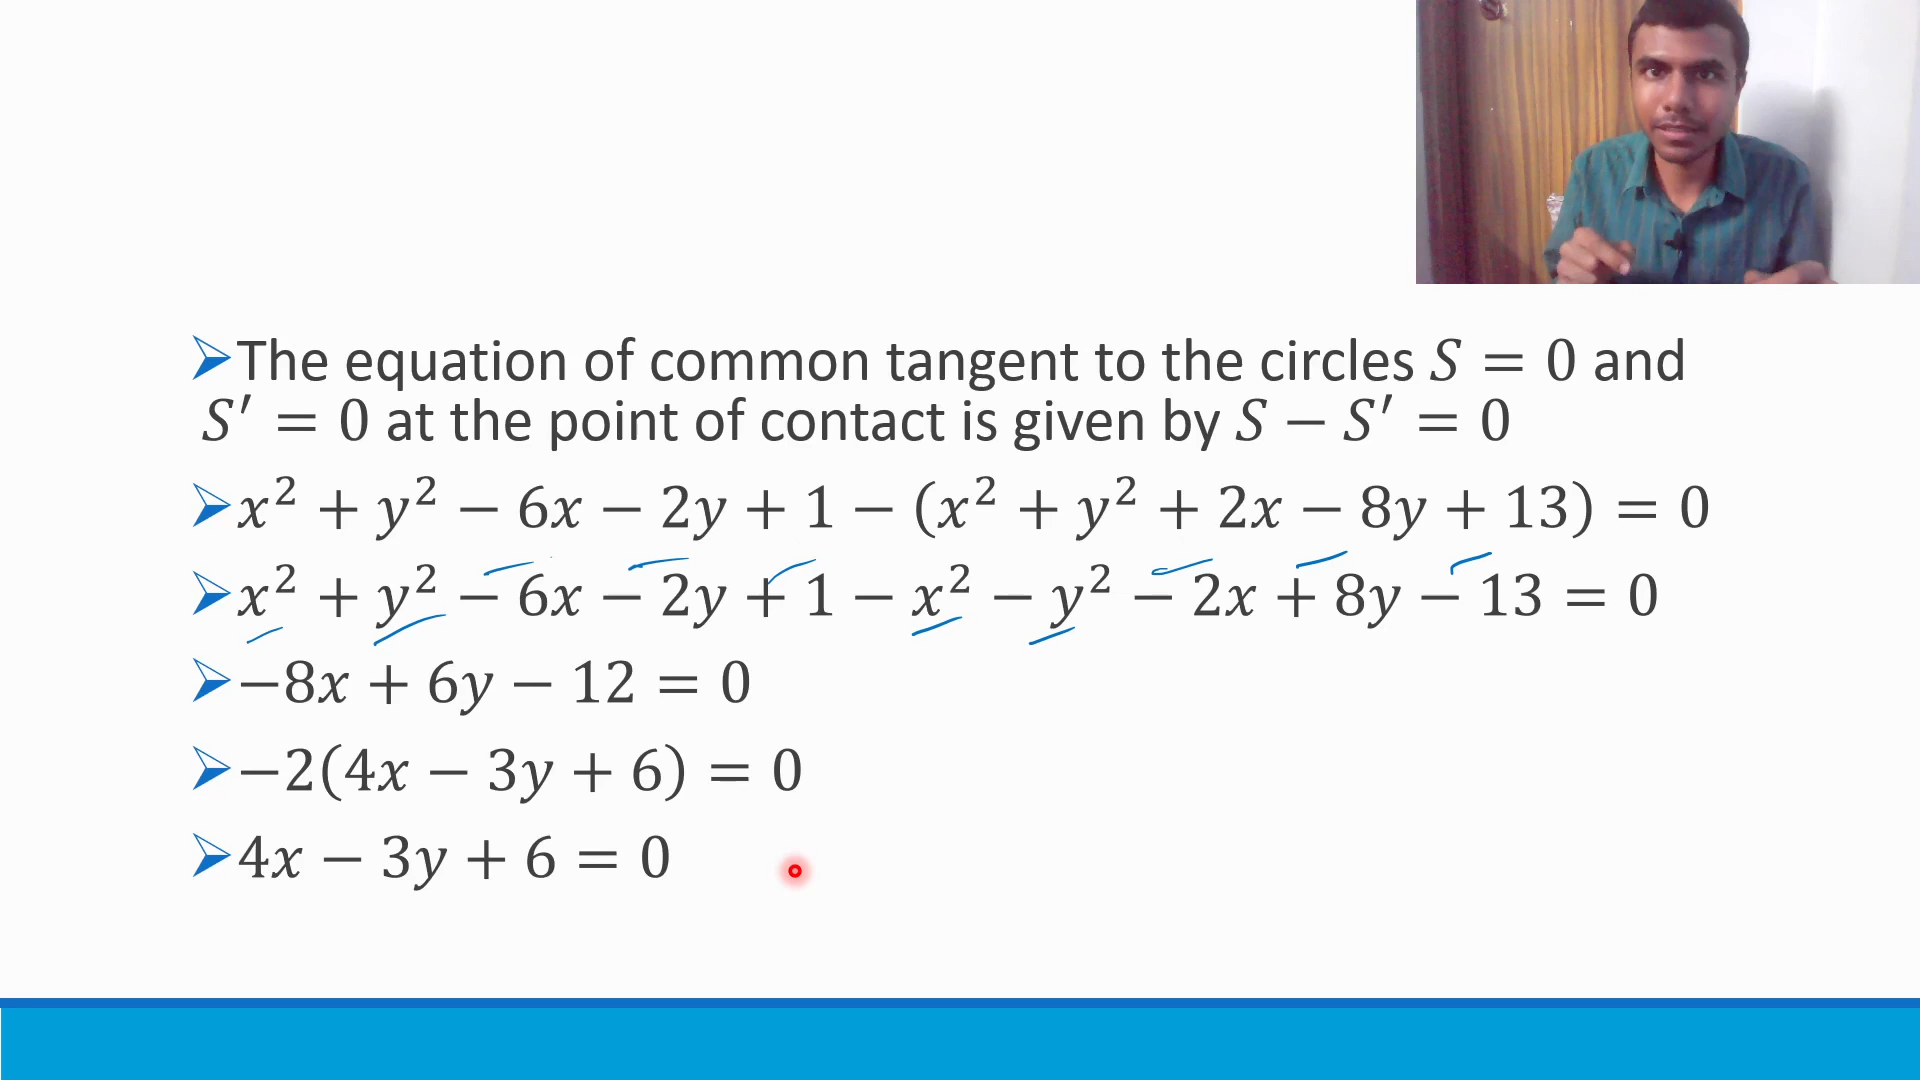 The equation of common tangent to the circles S = 0 and
S′ = 0 at the point of contact is given by S − S′ = 0
x² + y² − 6x − 2y + 1 − (x² + y² + 2x − 8y + 13) = 0
x² + y² − 6x − 2y + 1 − x² − y² − 2x + 8y − 13 = 0
−8x + 6y − 12 = 0
−2(4x − 3y + 6) = 0
4x − 3y + 6 = 0